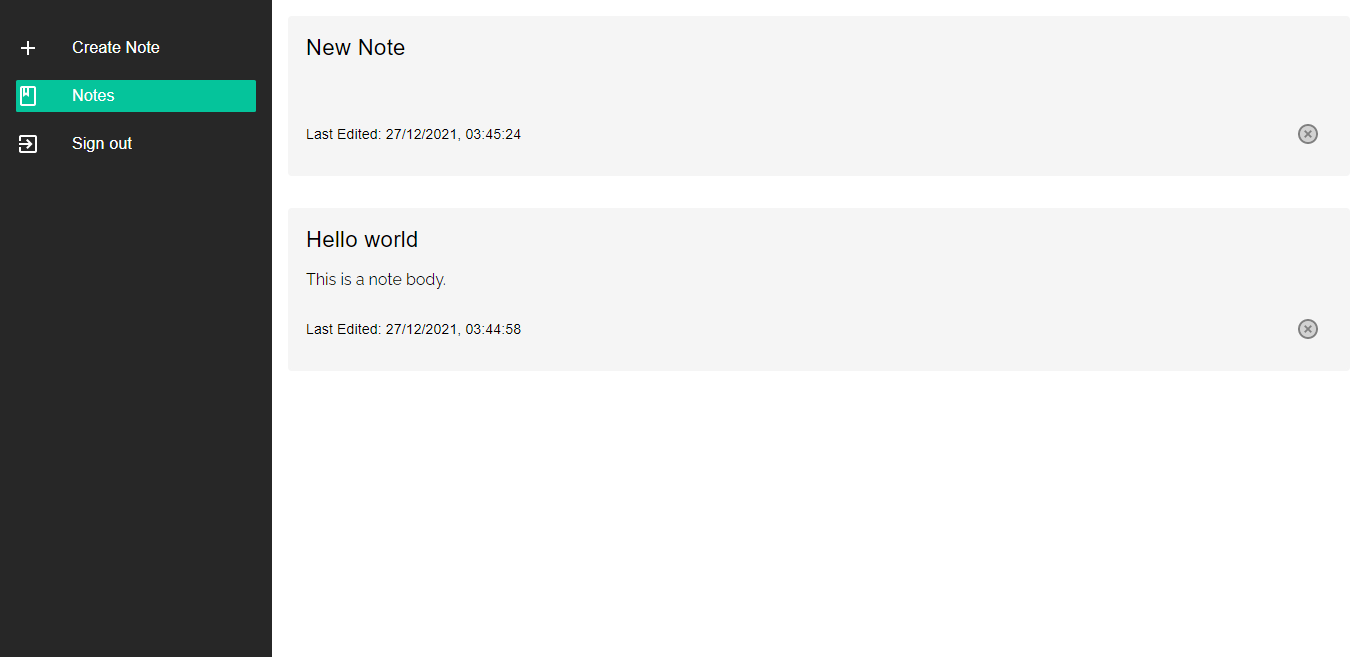 Create Note
Notes
Sign out
New Note
Last Edited: 27/12/2021, 03:45:24
Hello world
This is a note body.
Last Edited: 27/12/2021, 03:44:58